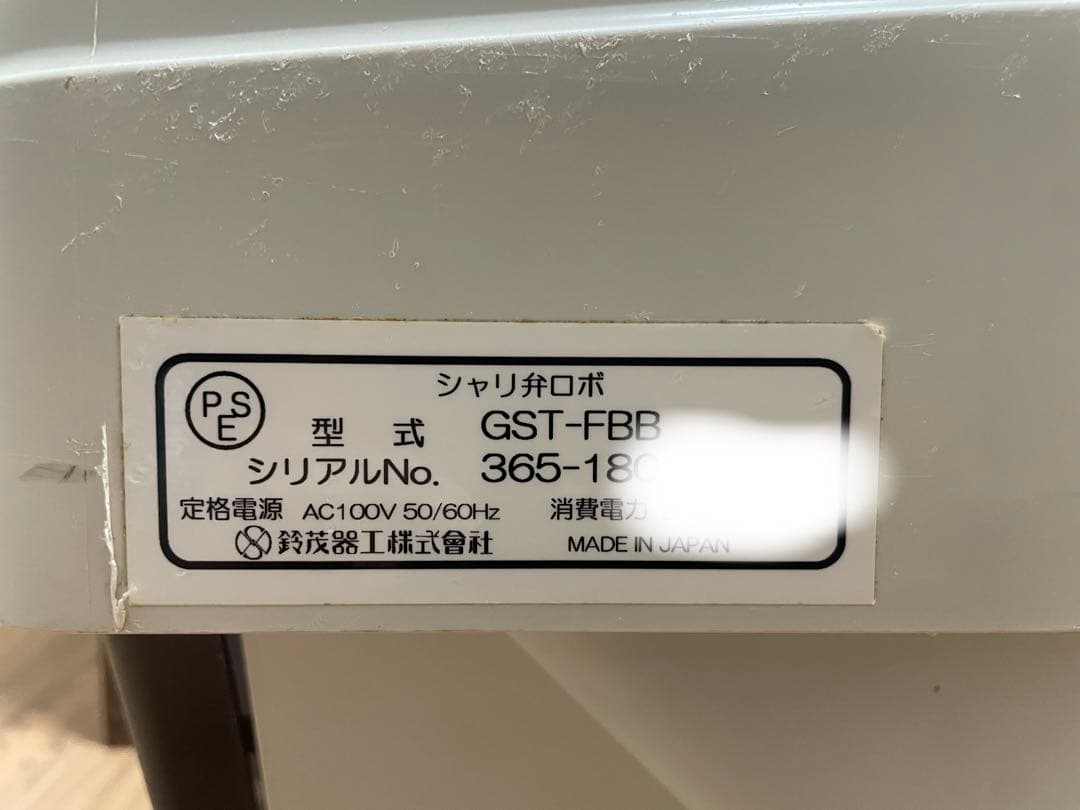 PSE
シャリ弁ロボ
型 式 GST-FBB
シリアルNo. 365-180
定格電源 AC100V 50/60Hz 消費電力
鈴茂器工株式會社 MADE IN JAPAN